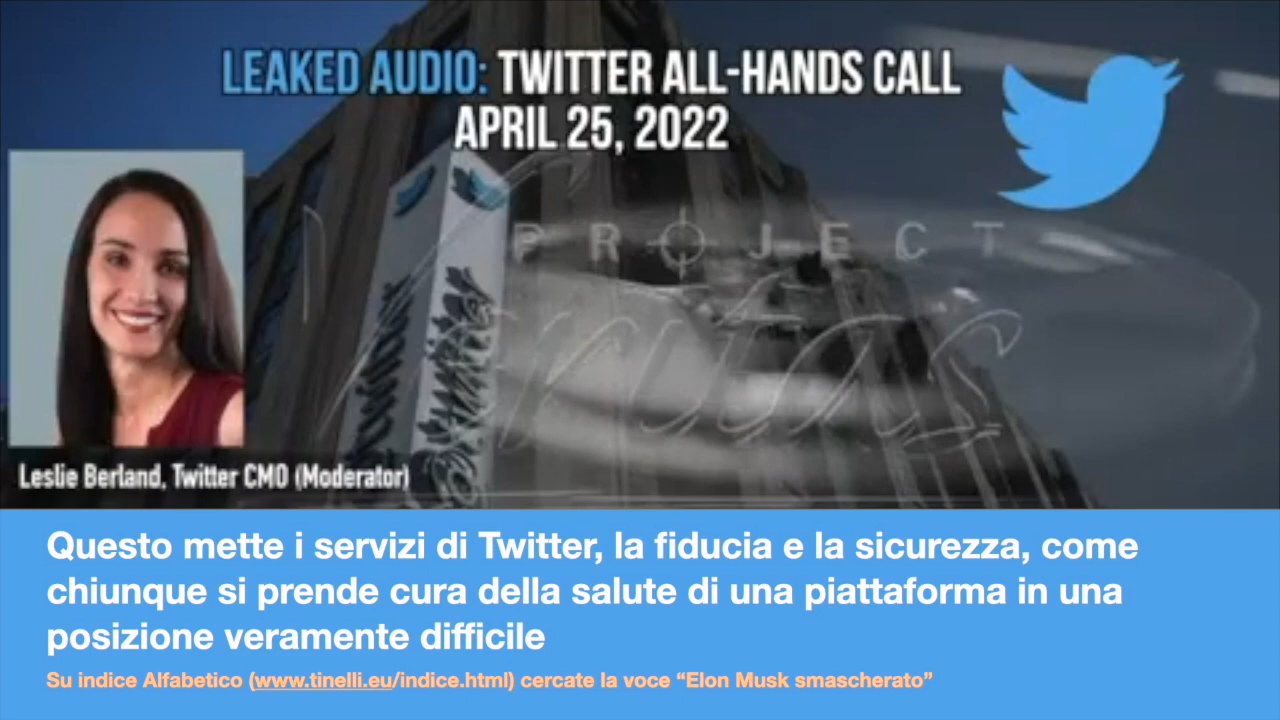 LEAKED AUDIO: TWITTER ALL-HANDS CALL
APRIL 25, 2022
PROJECT
veritas
Leslie Berland, Twitter CMO (Moderator)
Questo mette i servizi di Twitter, la fiducia e la sicurezza, come
chiunque si prende cura della salute di una piattaforma in una
posizione veramente difficile
Su indice Alfabetico (www.tinelli.eu/indice.html) cercate la voce “Elon Musk smascherato”